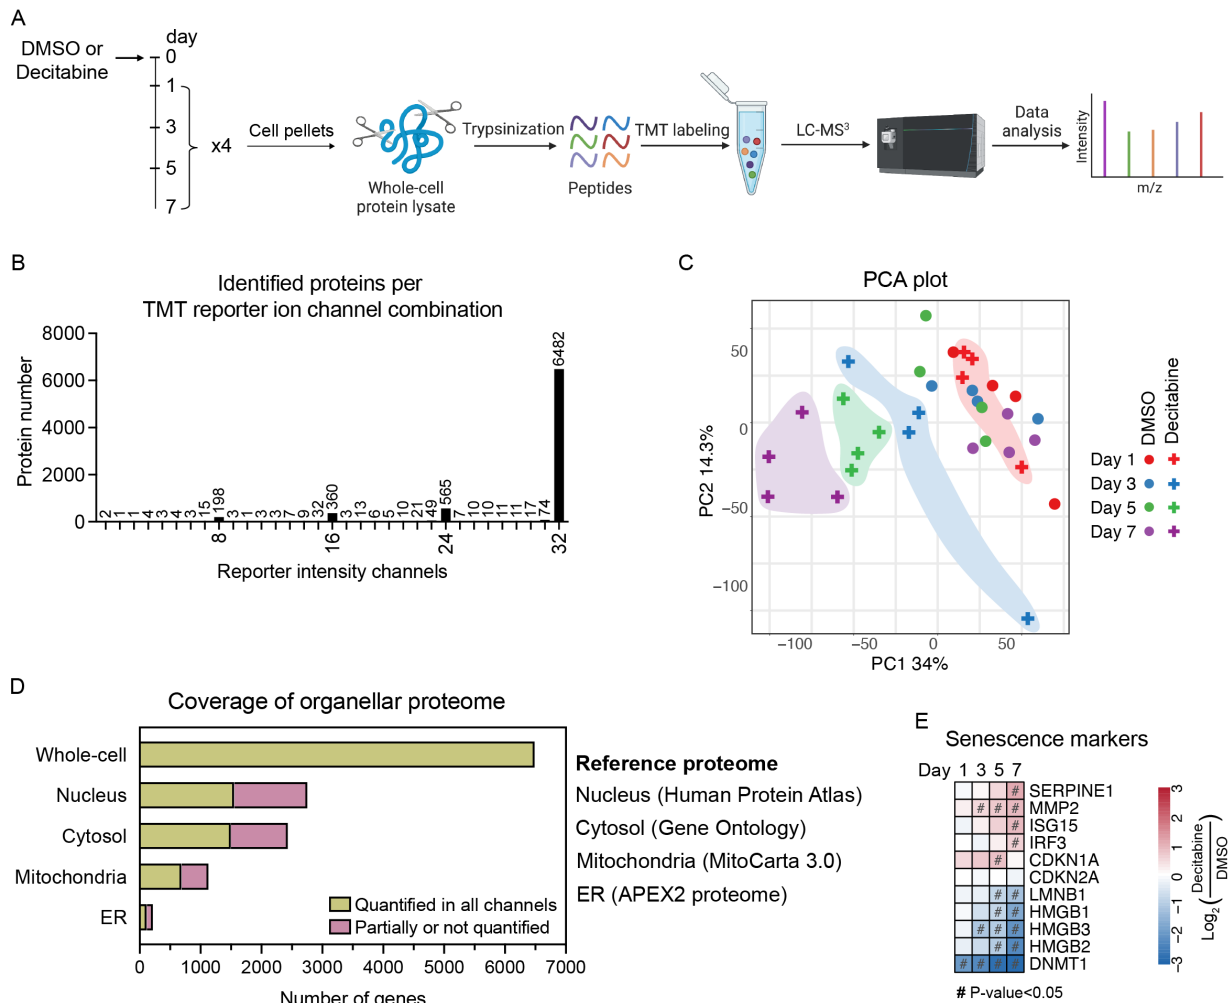 A
day
DMSO or
Decitabine
0
1
3
5
7
x4
Cell pellets
Whole-cell
protein lysate
Trypsinization
Peptides
TMT labeling
LC-MS³
Data
analysis
Intensity
m/z
B
Identified proteins per
TMT reporter ion channel combination
Protein number
8000
6000
4000
2000
0
2 1 1 4 3 4 3 15 198 3 1 3 3 7 9 32 360 3 13 6 5 10 21 49 565 7 10 10 11 11 17 74 6482
8 16 24 32
Reporter intensity channels
C
PCA plot
PC2 14.3%
50
0
−50
−100
−100 −50 0 50
PC1 34%
DMSO
Decitabine
Day 1
Day 3
Day 5
Day 7
D
Coverage of organellar proteome
Whole-cell
Nucleus
Cytosol
Mitochondria
ER
Quantified in all channels
Partially or not quantified
0 1000 2000 3000 4000 5000 6000 7000
Number of genes
Reference proteome
Nucleus (Human Protein Atlas)
Cytosol (Gene Ontology)
Mitochondria (MitoCarta 3.0)
ER (APEX2 proteome)
E
Senescence markers
Day 1 3 5 7
# SERPINE1
# # # MMP2
# ISG15
# IRF3
# CDKN1A
CDKN2A
# # LMNB1
# # HMGB1
# # # HMGB3
# # HMGB2
# # # # DNMT1
# P-value<0.05
3
2
1
0
−1
−2
−3
Log₂ (Decitabine
DMSO)